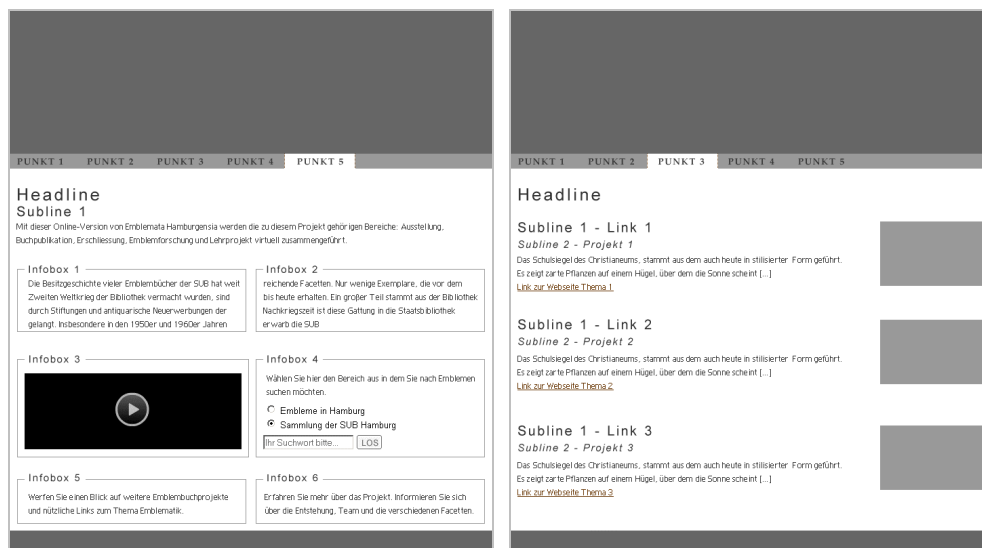 PUNKT 1 PUNKT 2 PUNKT 3 PUNKT 4 PUNKT 5
Headline
Subline 1
Mit dieser Online-Version von Emblemata Hamburgensia werden die zu diesem Projekt gehörigen Bereiche: Ausstellung,
Buchpublikation, Erschliessung, Emblemforschung und Lehrprojekt virtuell zusammengeführt.
Infobox 1
Die Besitzgeschichte vieler Emblembücher der SUB hat weit
Zweiten Weltkrieg der Bibliothek vermacht wurden, sind
durch Stiftungen und antiquarische Neuerwerbungen der
gelangt. Insbesondere in den 1950er und 1960er Jahren
Infobox 2
reichende Facetten. Nur wenige Exemplare, die vor dem
bis heute erhalten. Ein großer Teil stammt aus der Bibliothek
Nachkriegszeit ist diese Gattung in die Staatsbibliothek
erwarb die SUB
Infobox 3
Infobox 4
Wählen Sie hier den Bereich aus in dem Sie nach Emblemen
suchen möchten.
Embleme in Hamburg
Sammlung der SUB Hamburg
Ihr Suchwort bitte... LOS
Infobox 5
Werfen Sie einen Blick auf weitere Emblembuchprojekte
und nützliche Links zum Thema Emblematik.
Infobox 6
Erfahren Sie mehr über das Projekt. Informieren Sie sich
über die Entstehung, Team und die verschiedenen Facetten.
PUNKT 1 PUNKT 2 PUNKT 3 PUNKT 4 PUNKT 5
Headline
Subline 1 - Link 1
Subline 2 - Projekt 1
Das Schulsiegel des Christianeums, stammt aus dem auch heute in stilisierter Form geführt.
Es zeigt zarte Pflanzen auf einem Hügel, über dem die Sonne scheint [...]
Link zur Webseite Thema 1
Subline 1 - Link 2
Subline 2 - Projekt 2
Das Schulsiegel des Christianeums, stammt aus dem auch heute in stilisierter Form geführt.
Es zeigt zarte Pflanzen auf einem Hügel, über dem die Sonne scheint [...]
Link zur Webseite Thema 2
Subline 1 - Link 3
Subline 2 - Projekt 3
Das Schulsiegel des Christianeums, stammt aus dem auch heute in stilisierter Form geführt.
Es zeigt zarte Pflanzen auf einem Hügel, über dem die Sonne scheint [...]
Link zur Webseite Thema 3